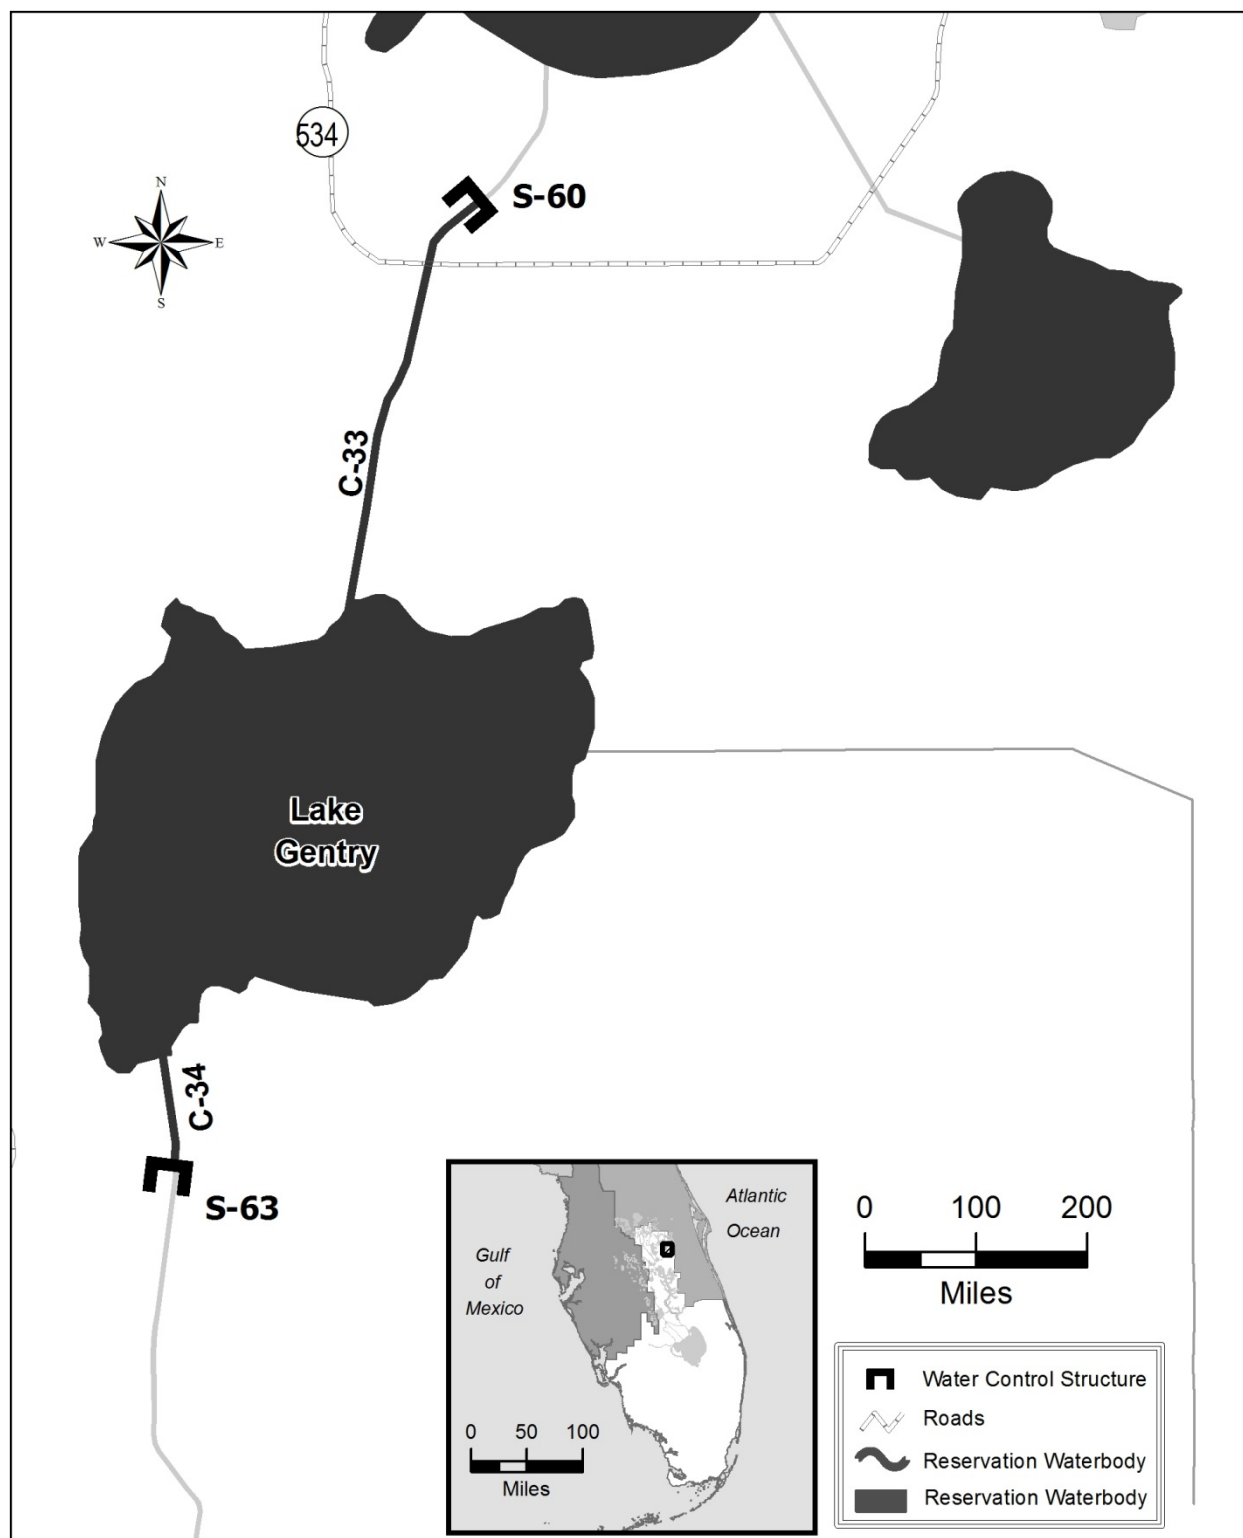 534
S-60
N
W E
S
C-33
Lake
Gentry
C-34
S-63
Atlantic
Ocean
Gulf
of
Mexico
0 50 100
Miles
0 100 200
Miles
Water Control Structure
Roads
Reservation Waterbody
Reservation Waterbody